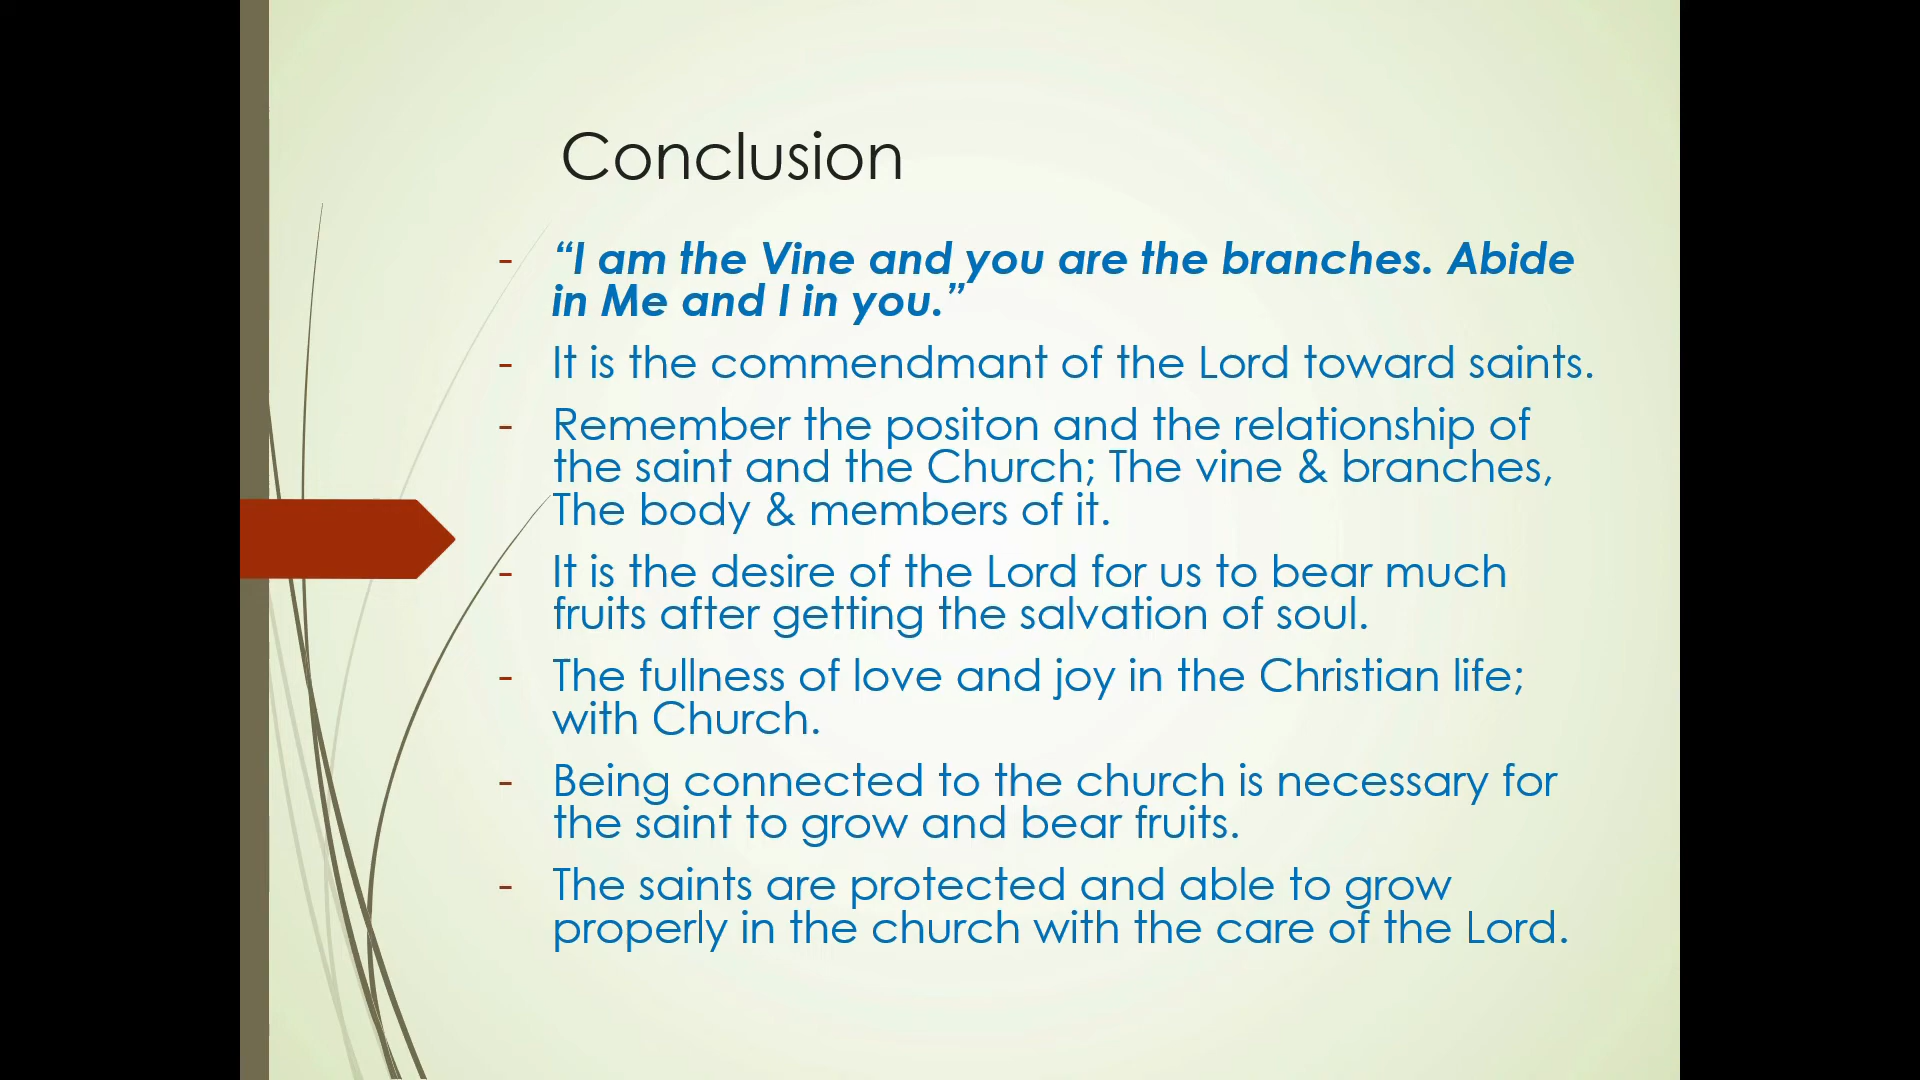 Conclusion
- “I am the Vine and you are the branches. Abide
in Me and I in you.”
- It is the commendmant of the Lord toward saints.
- Remember the positon and the relationship of
the saint and the Church; The vine & branches,
The body & members of it.
- It is the desire of the Lord for us to bear much
fruits after getting the salvation of soul.
- The fullness of love and joy in the Christian life;
with Church.
- Being connected to the church is necessary for
the saint to grow and bear fruits.
- The saints are protected and able to grow
properly in the church with the care of the Lord.